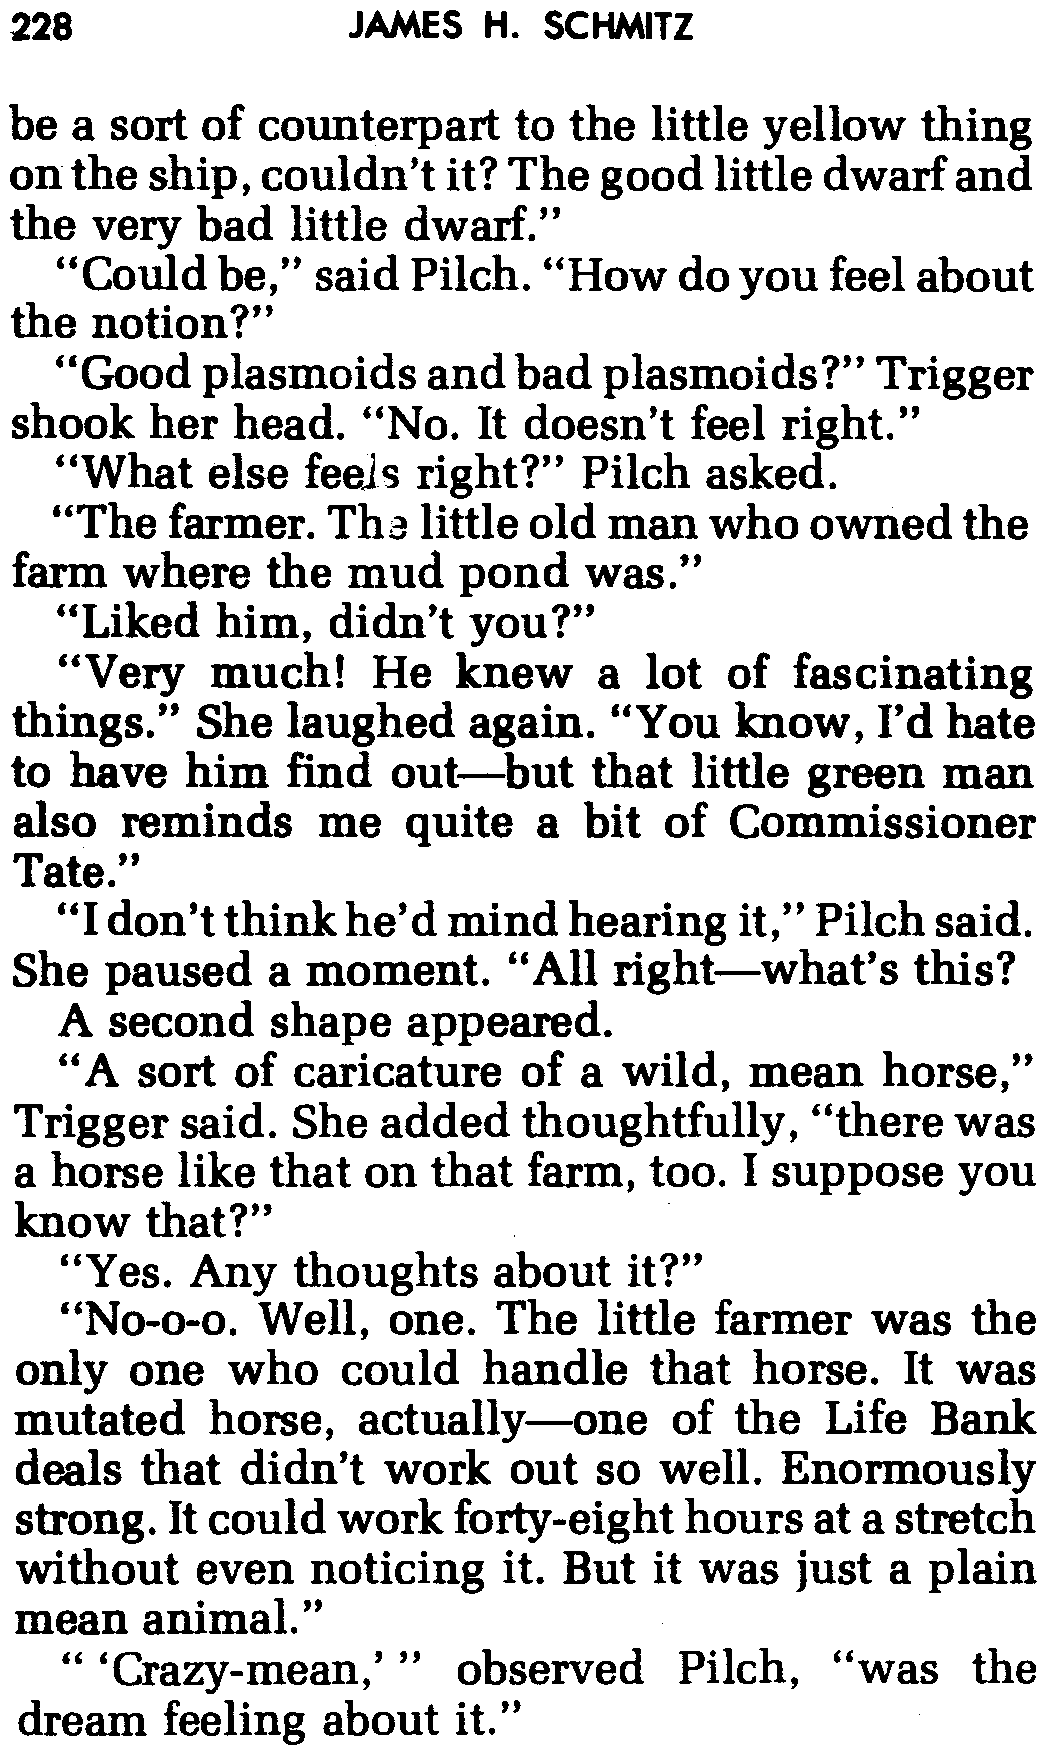 228 JAMES H. SCHMITZ
be a sort of counterpart to the little yellow thing
on the ship, couldn't it? The good little dwarf and
the very bad little dwarf.”
“Could be,” said Pilch. “How do you feel about
the notion?”
“Good plasmoids and bad plasmoids?” Trigger
shook her head. “No. It doesn't feel right.”
“What else feels right?” Pilch asked.
“The farmer. The little old man who owned the
farm where the mud pond was.”
“Liked him, didn't you?”
“Very much! He knew a lot of fascinating
things.” She laughed again. “You know, I'd hate
to have him find out—but that little green man
also reminds me quite a bit of Commissioner
Tate.”
“I don't think he'd mind hearing it,” Pilch said.
She paused a moment. “All right—what's this?
A second shape appeared.
“A sort of caricature of a wild, mean horse,”
Trigger said. She added thoughtfully, “there was
a horse like that on that farm, too. I suppose you
know that?”
“Yes. Any thoughts about it?”
“No-o-o. Well, one. The little farmer was the
only one who could handle that horse. It was
mutated horse, actually—one of the Life Bank
deals that didn't work out so well. Enormously
strong. It could work forty-eight hours at a stretch
without even noticing it. But it was just a plain
mean animal.”
“ ‘Crazy-mean,’ ” observed Pilch, “was the
dream feeling about it.”